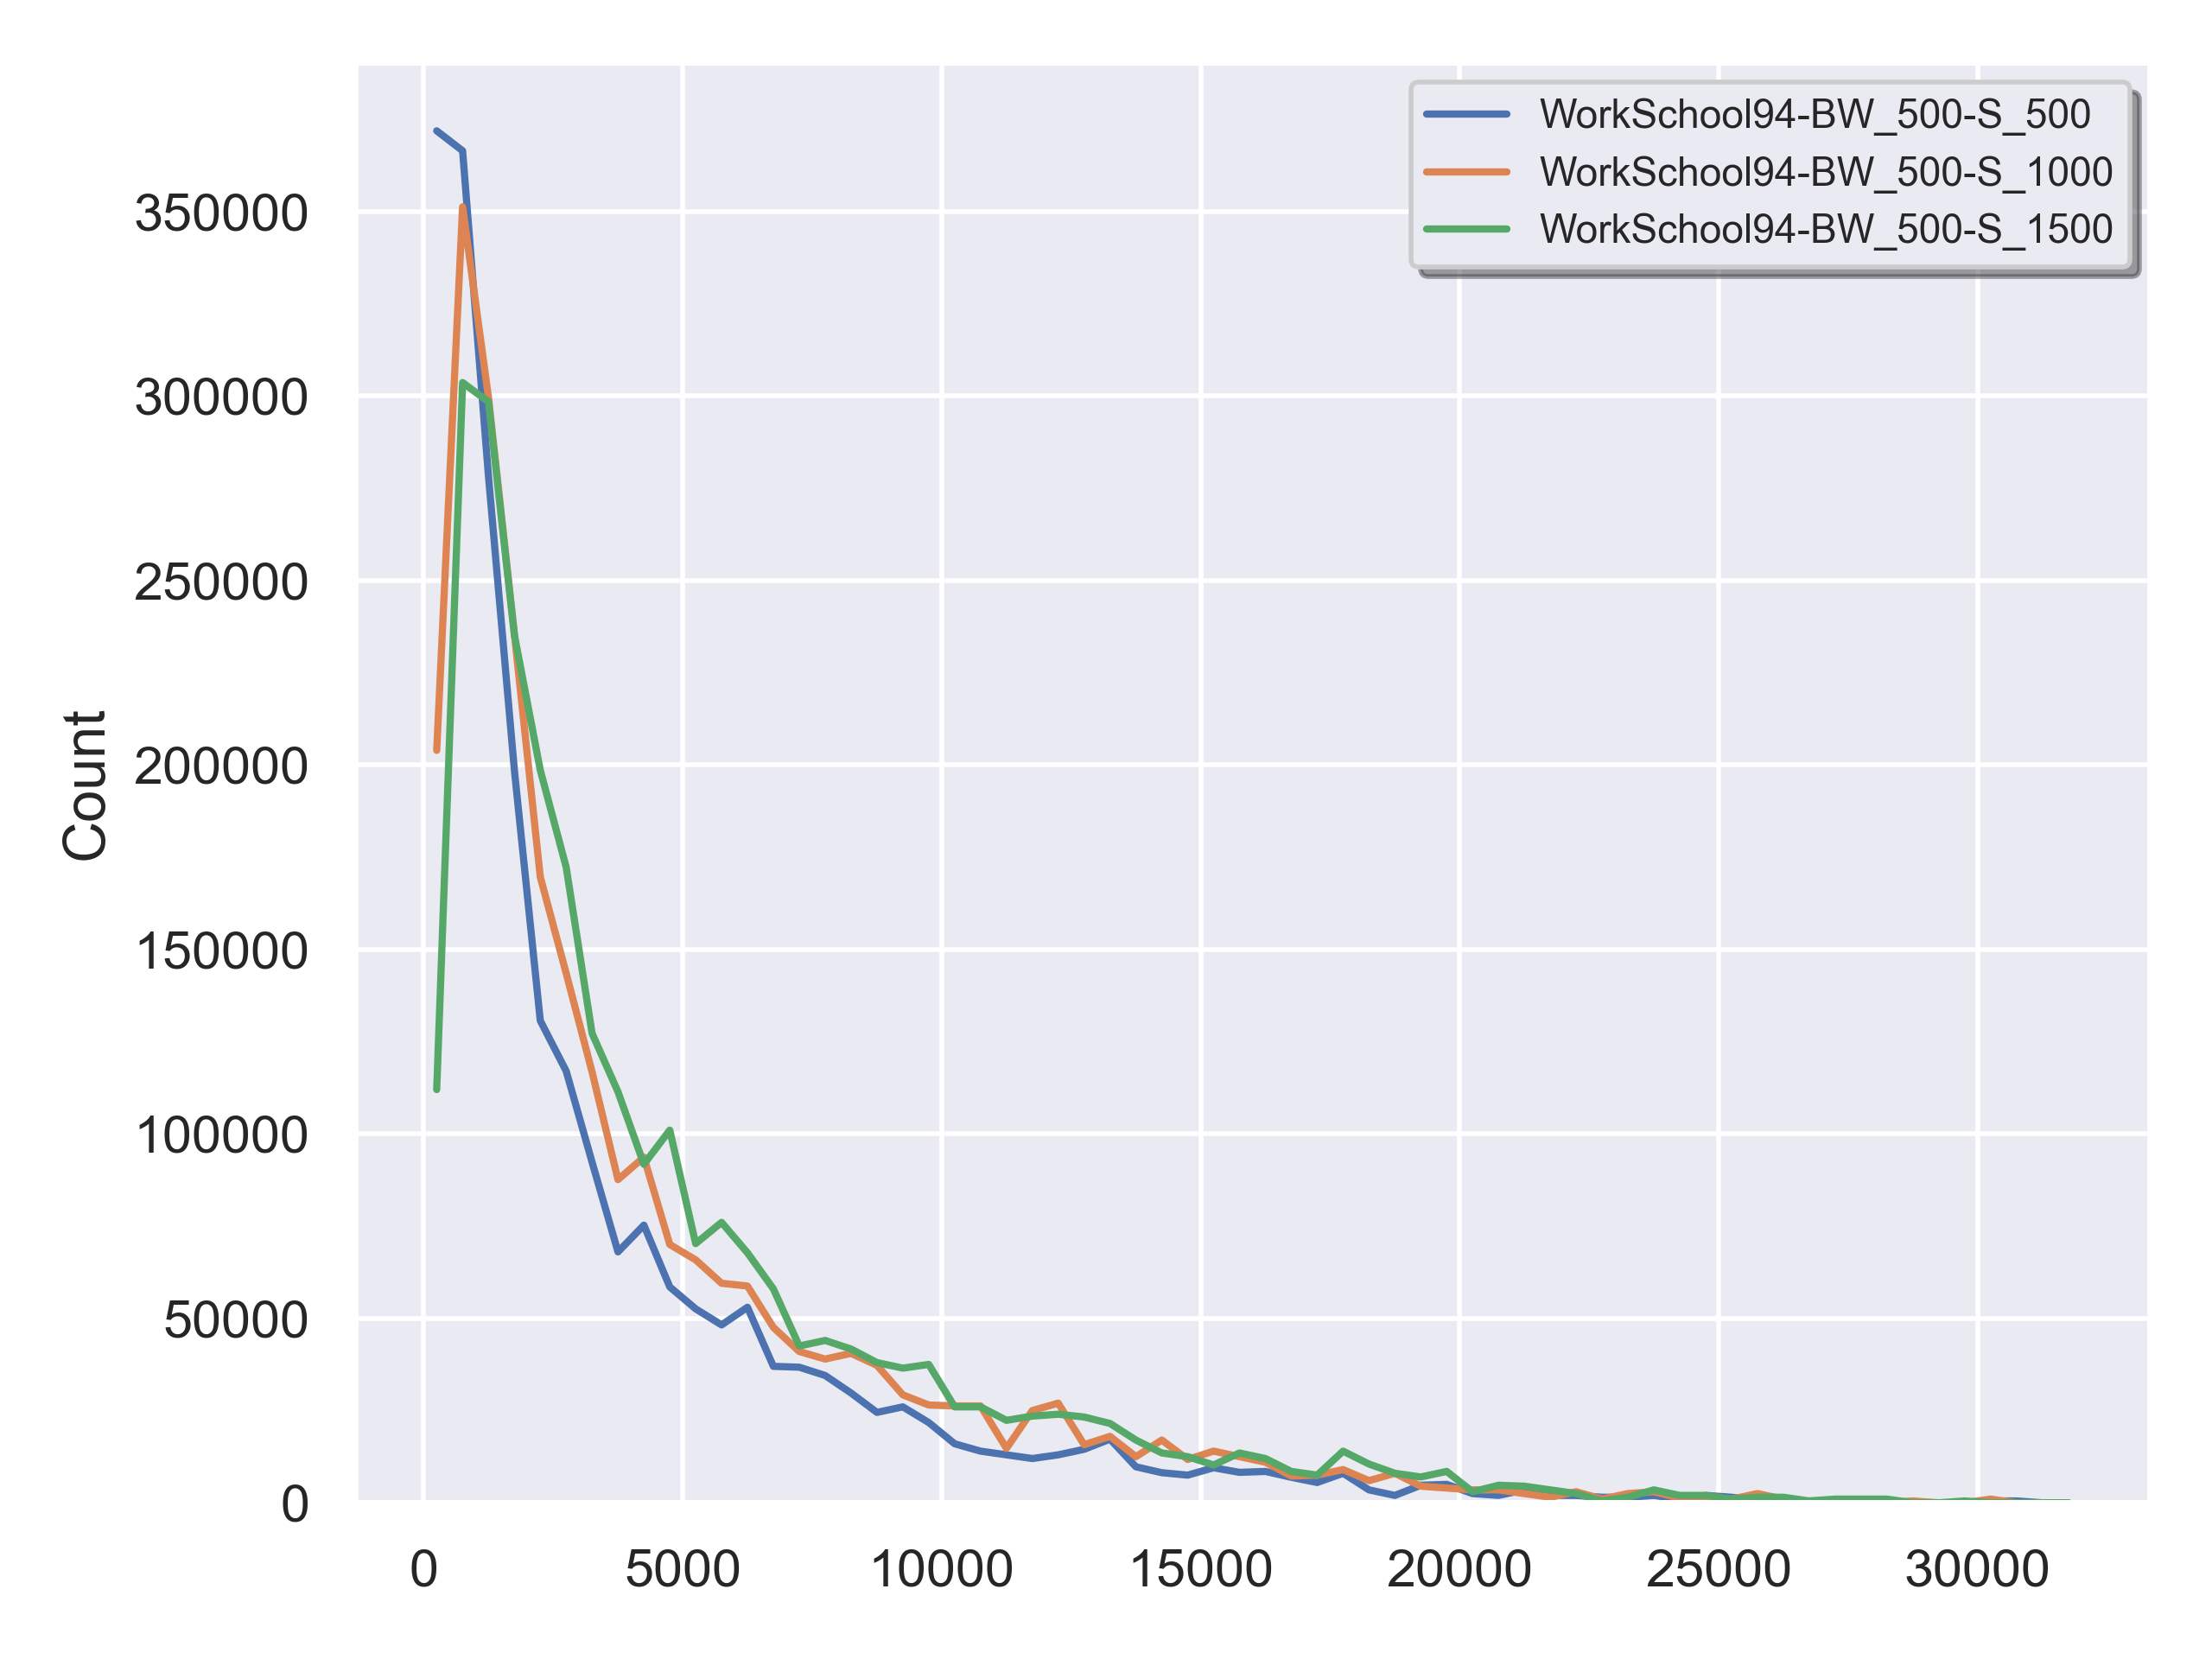 WorkSchool94-BW_500-S_500
WorkSchool94-BW_500-S_1000
WorkSchool94-BW_500-S_1500
350000
300000
250000
200000
150000
100000
50000
0
Count
0 5000 10000 15000 20000 25000 30000